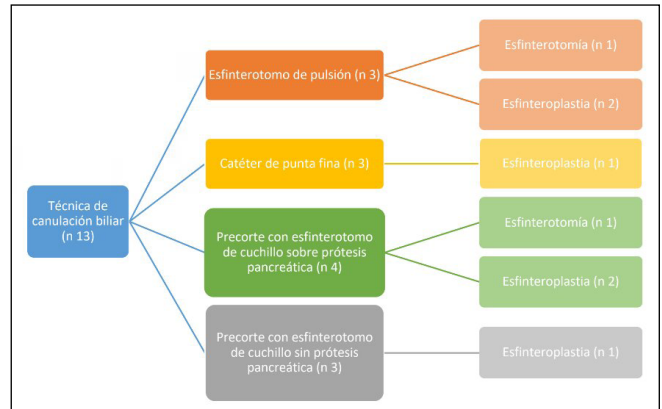 Técnica de
canulación biliar
(n 13)
Esfinterotomo de pulsión (n 3)
Esfinterotomía (n 1)
Esfinteroplastia (n 2)
Catéter de punta fina (n 3)
Esfinteroplastia (n 1)
Precorte con esfinterotomo
de cuchillo sobre prótesis
pancreática (n 4)
Esfinterotomía (n 1)
Esfinteroplastia (n 2)
Precorte con esfinterotomo
de cuchillo sin prótesis
pancreática (n 3)
Esfinteroplastia (n 1)